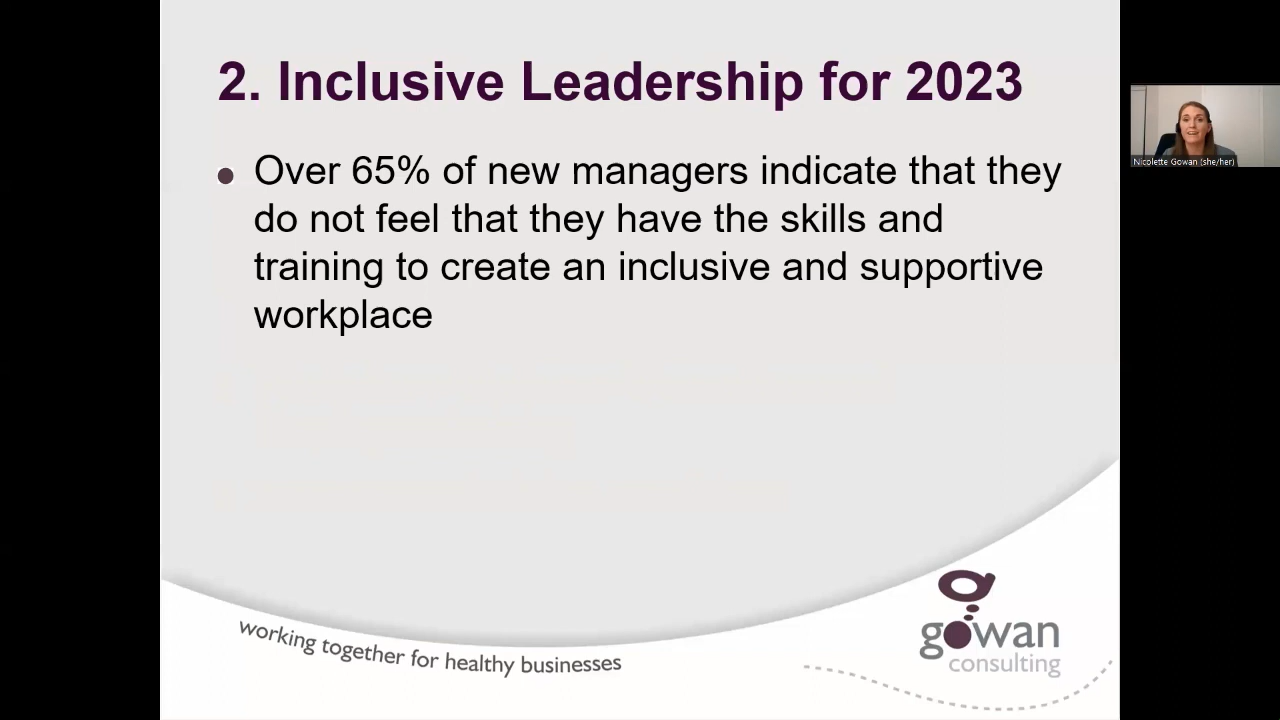 2. Inclusive Leadership for 2023
Over 65% of new managers indicate that they
do not feel that they have the skills and
training to create an inclusive and supportive
workplace
Nicolette Gowan (she/her)
working together for healthy businesses
gowan
consulting